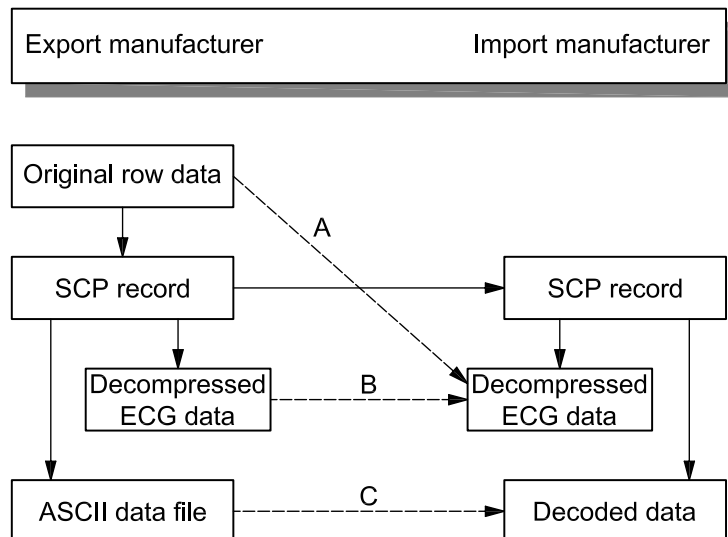 Export manufacturer Import manufacturer
Original row data
A
SCP record SCP record
Decompressed
ECG data
B
Decompressed
ECG data
ASCII data file C Decoded data